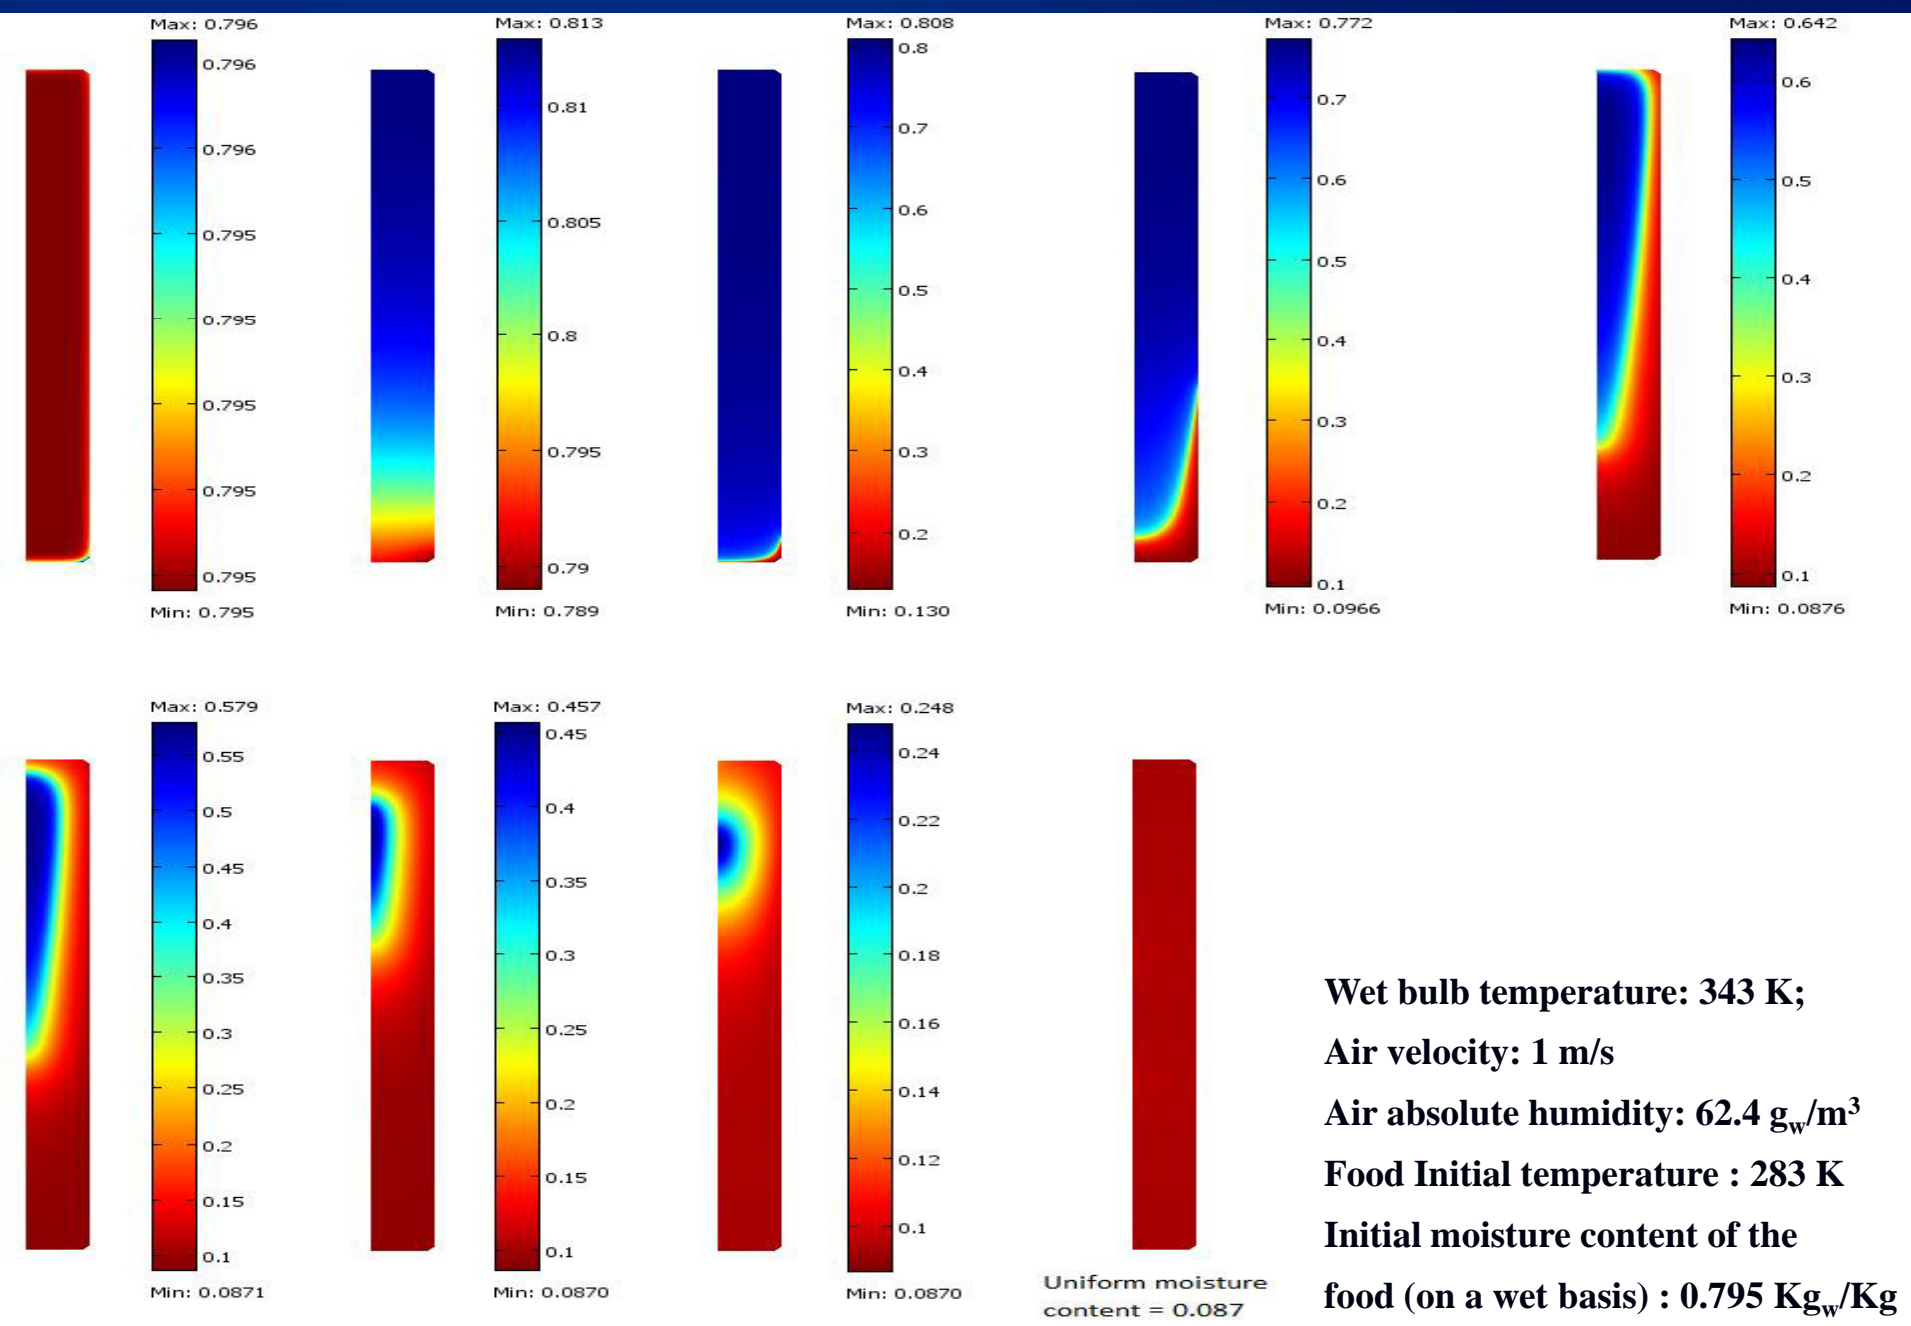 Max: 0.796
0.796
0.796
0.795
0.795
0.795
0.795
0.795
Min: 0.795
Max: 0.813
0.81
0.805
0.8
0.795
0.79
Min: 0.789
Max: 0.808
0.8
0.7
0.6
0.5
0.4
0.3
0.2
Min: 0.130
Max: 0.772
0.7
0.6
0.5
0.4
0.3
0.2
0.1
Min: 0.0966
Max: 0.642
0.6
0.5
0.4
0.3
0.2
0.1
Min: 0.0876
Max: 0.579
0.55
0.5
0.45
0.4
0.35
0.3
0.25
0.2
0.15
0.1
Min: 0.0871
Max: 0.457
0.45
0.4
0.35
0.3
0.25
0.2
0.15
0.1
Min: 0.0870
Max: 0.248
0.24
0.22
0.2
0.18
0.16
0.14
0.12
0.1
Min: 0.0870
Uniform moisture
content = 0.087
Wet bulb temperature: 343 K;
Air velocity: 1 m/s
Air absolute humidity: 62.4 g_w/m³
Food Initial temperature : 283 K
Initial moisture content of the
food (on a wet basis) : 0.795 Kg_w/Kg